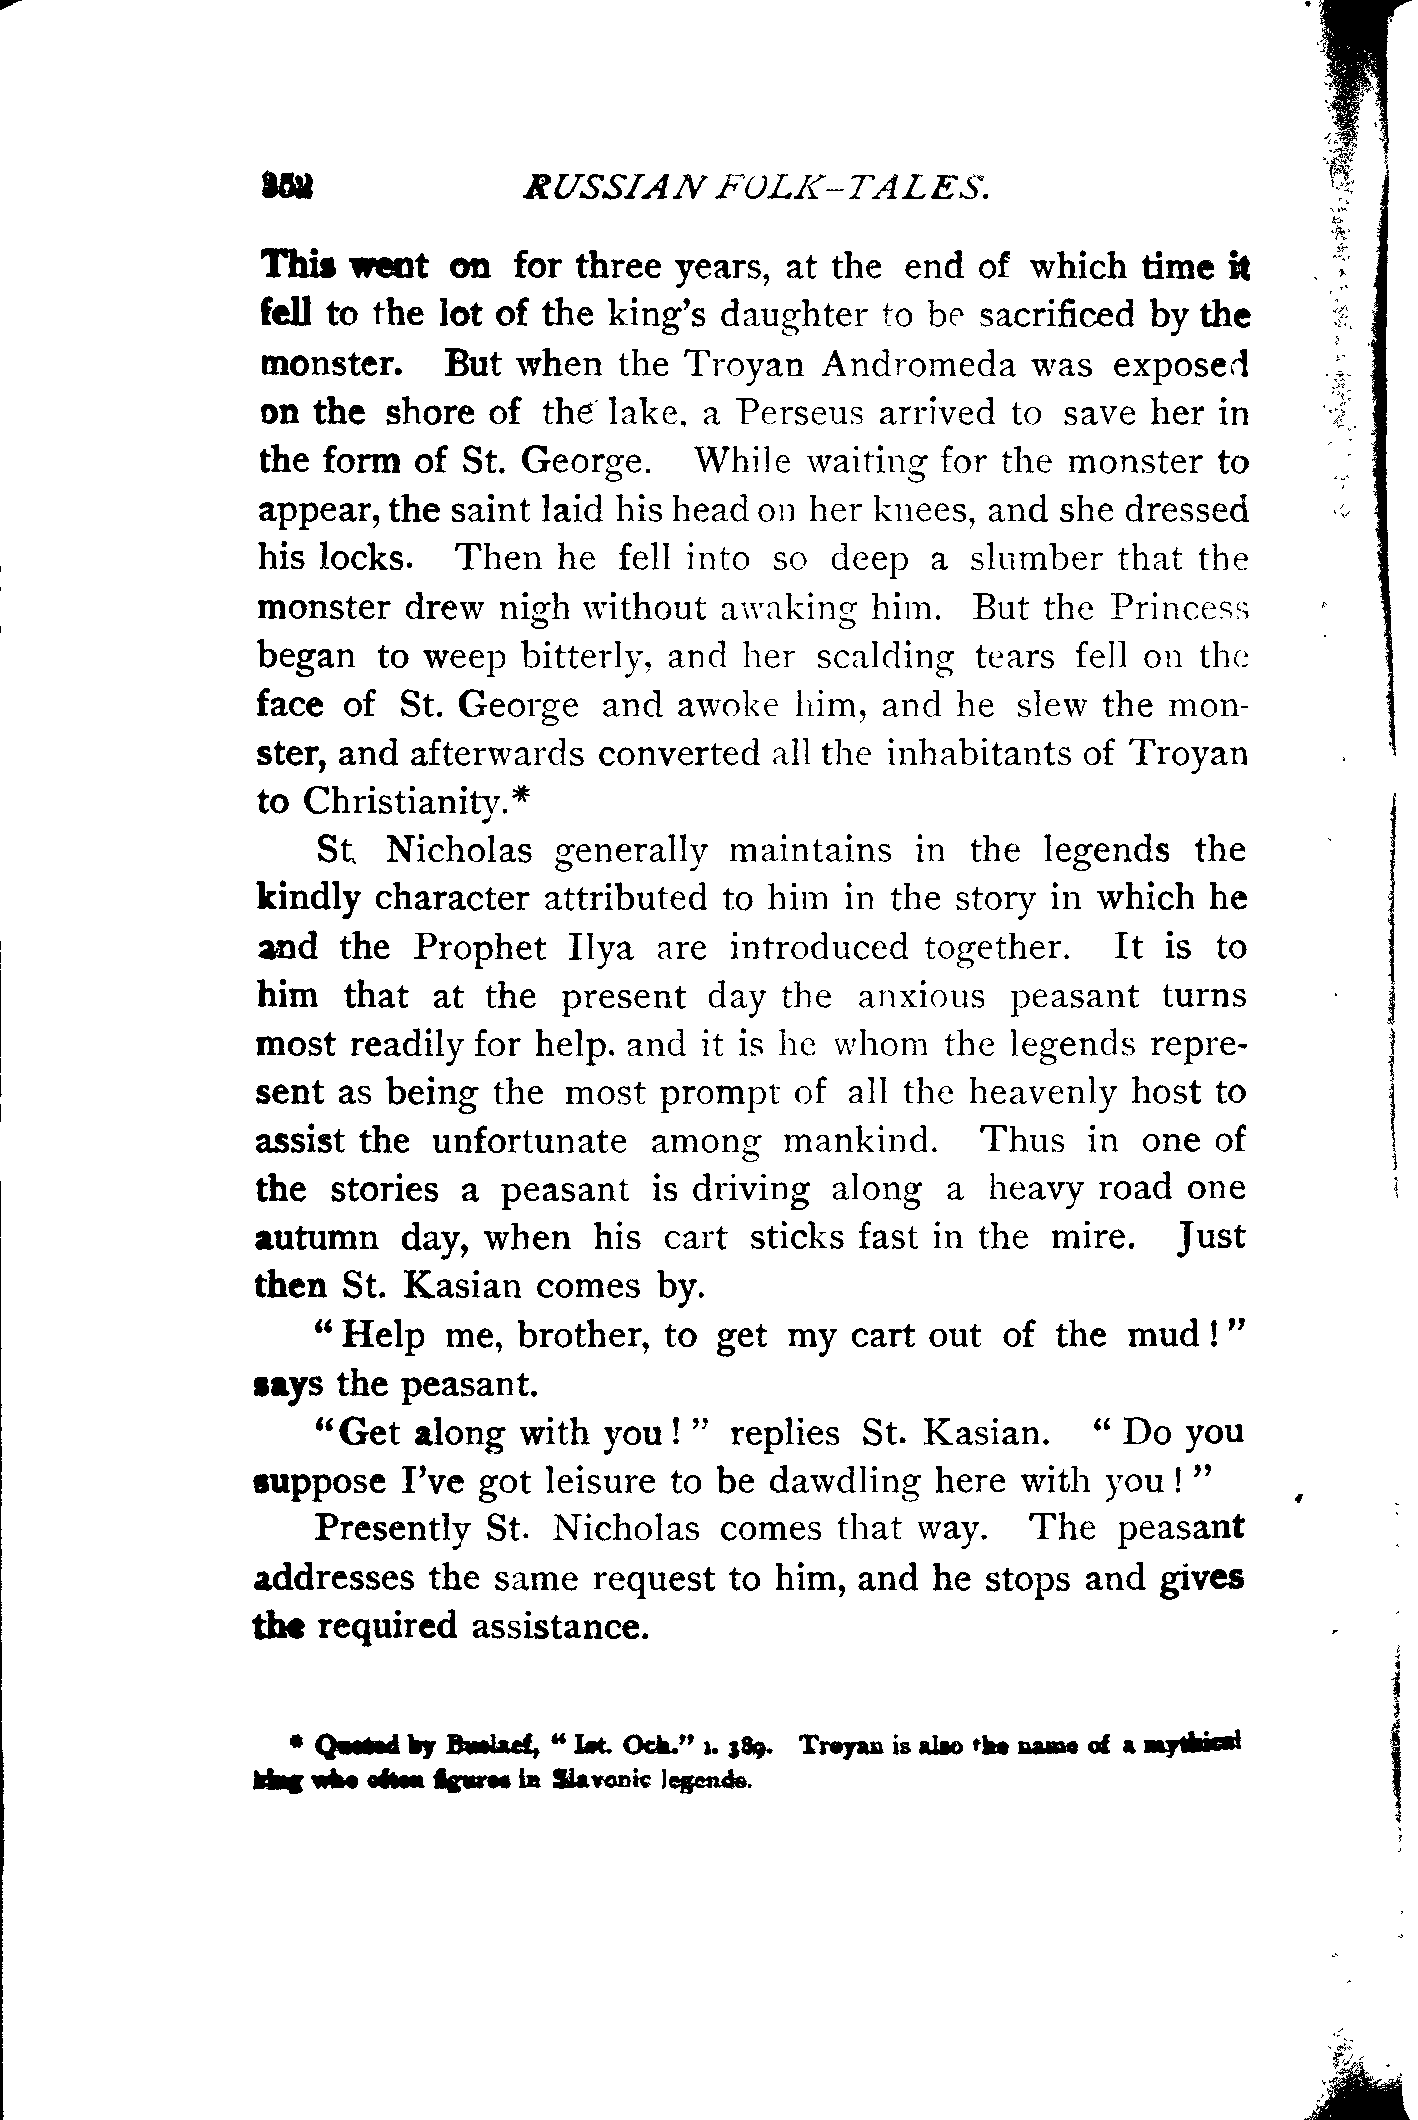 352 RUSSIAN FOLK-TALES.
This went on for three years, at the end of which time it
fell to the lot of the king's daughter to be sacrificed by the
monster. But when the Troyan Andromeda was exposed
on the shore of the lake, a Perseus arrived to save her in
the form of St. George. While waiting for the monster to
appear, the saint laid his head on her knees, and she dressed
his locks. Then he fell into so deep a slumber that the
monster drew nigh without awaking him. But the Princess
began to weep bitterly, and her scalding tears fell on the
face of St. George and awoke him, and he slew the mon-
ster, and afterwards converted all the inhabitants of Troyan
to Christianity.*
St. Nicholas generally maintains in the legends the
kindly character attributed to him in the story in which he
and the Prophet Ilya are introduced together. It is to
him that at the present day the anxious peasant turns
most readily for help. and it is he whom the legends repre-
sent as being the most prompt of all the heavenly host to
assist the unfortunate among mankind. Thus in one of
the stories a peasant is driving along a heavy road one
autumn day, when his cart sticks fast in the mire. Just
then St. Kasian comes by.
"Help me, brother, to get my cart out of the mud!"
says the peasant.
"Get along with you!" replies St. Kasian. "Do you
suppose I've got leisure to be dawdling here with you!"
Presently St. Nicholas comes that way. The peasant
addresses the same request to him, and he stops and gives
the required assistance.
* Quoted by Buslaef, "Ist. Och." 1. 389. Troyan is also the name of a mythical
king who often figures in Slavonic legends.